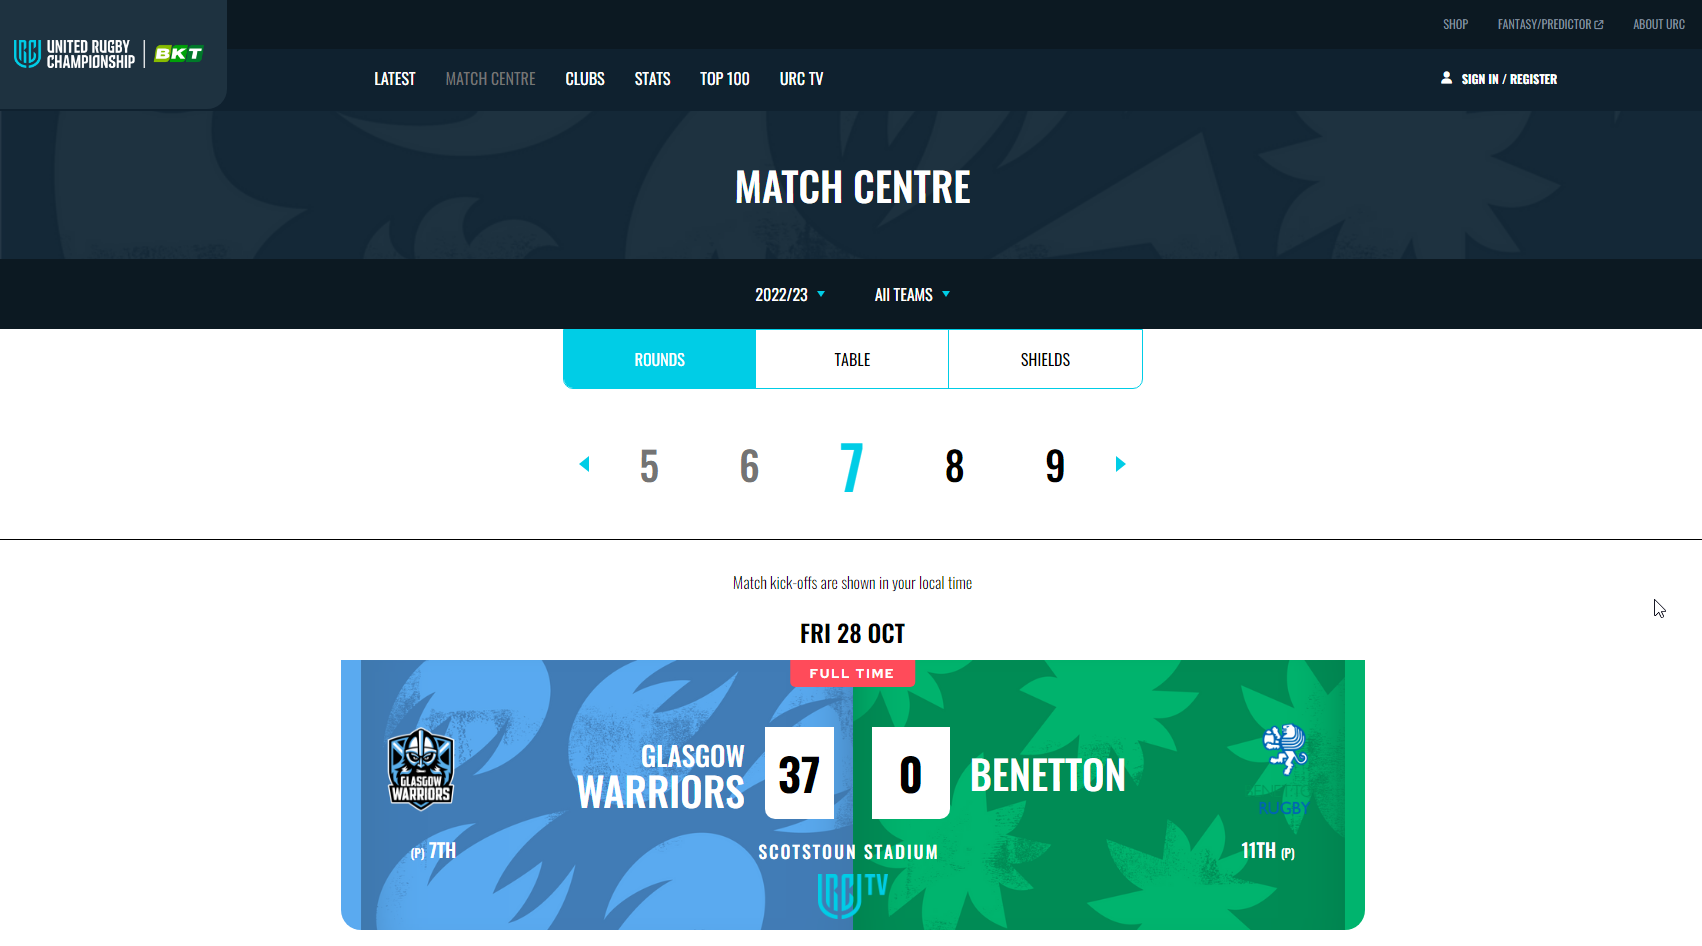 SHOP
FANTASY/PREDICTOR
ABOUT URC
URC UNITED RUGBY CHAMPIONSHIP
BKT
LATEST
MATCH CENTRE
CLUBS
STATS
TOP 100
URC TV
SIGN IN / REGISTER
MATCH CENTRE
2022/23
All TEAMS
ROUNDS
TABLE
SHIELDS
5
6
7
8
9
Match kick-offs are shown in your local time
FRI 28 OCT
FULL TIME
GLASGOW WARRIORS
GLASGOW
WARRIORS
37
0
BENETTON
BENETTON
RUGBY
(P) 7TH
SCOTSTOUN STADIUM
11TH (P)
URC TV